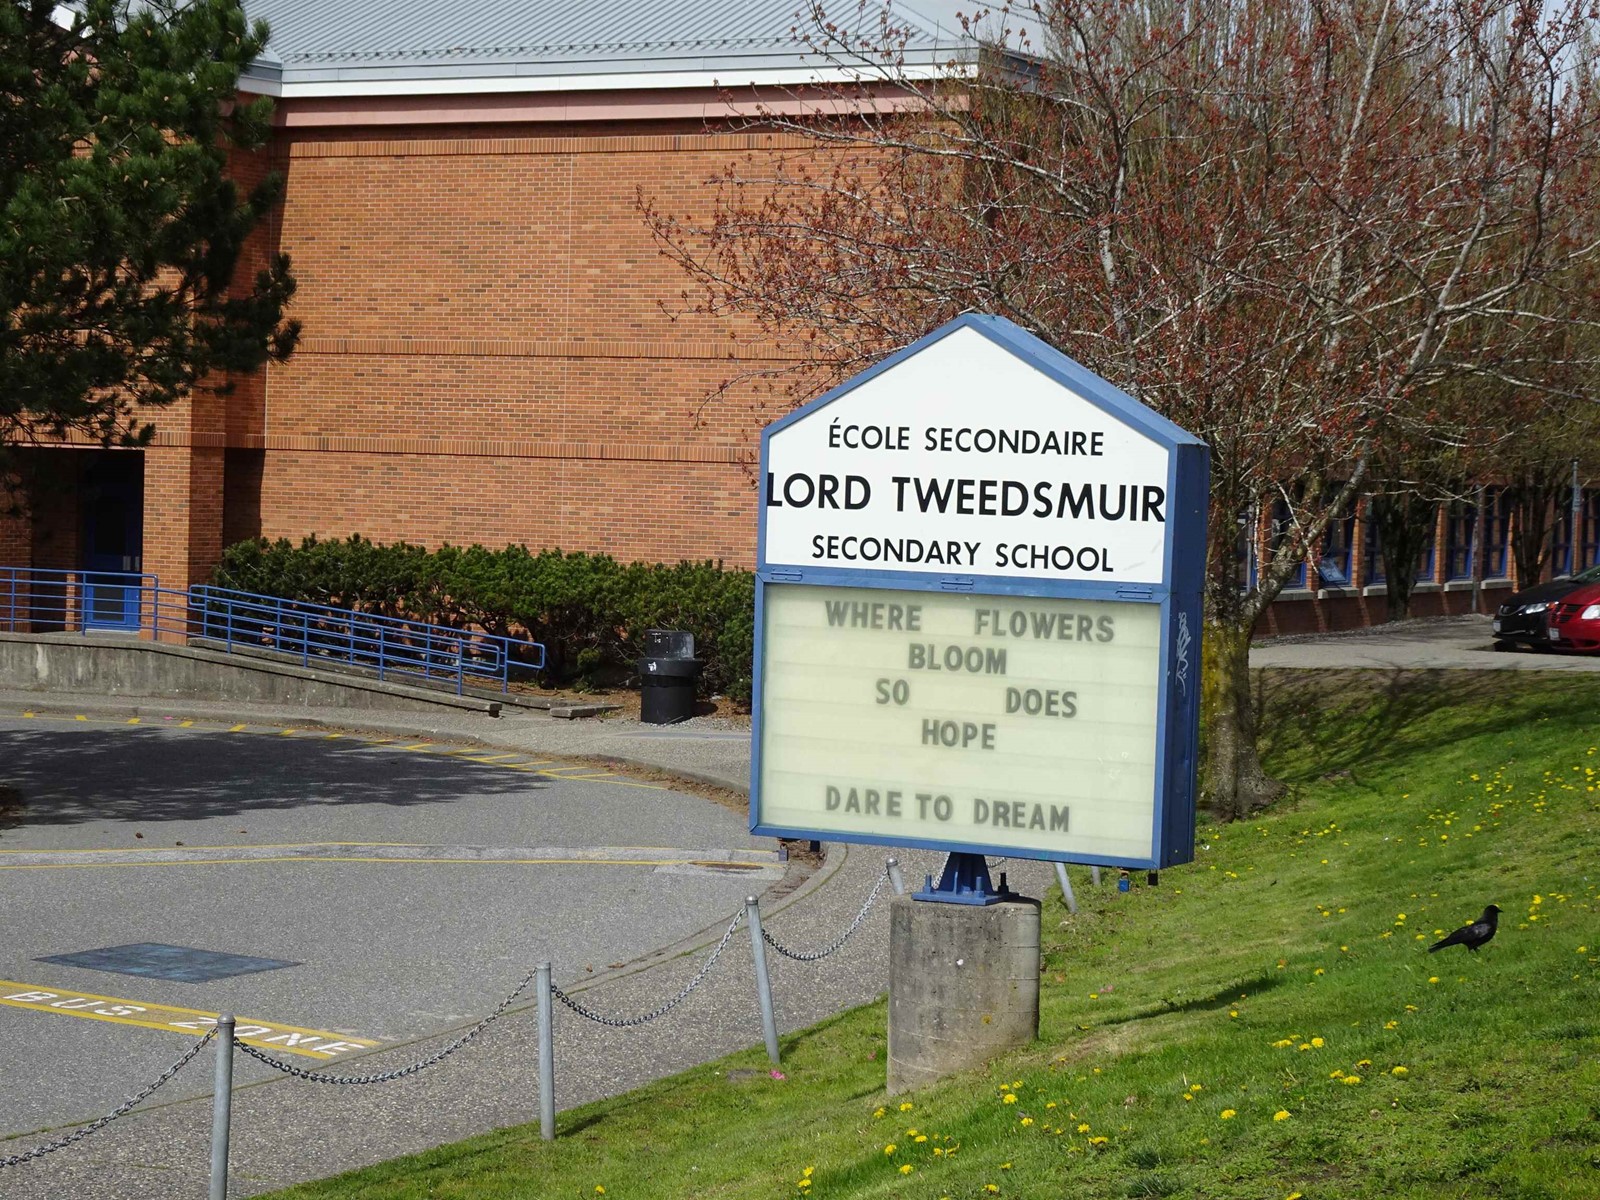 ÉCOLE SECONDAIRE
LORD TWEEDSMUIR
SECONDARY SCHOOL
WHERE FLOWERS
BLOOM
SO DOES
HOPE
DARE TO DREAM
BUS ZONE